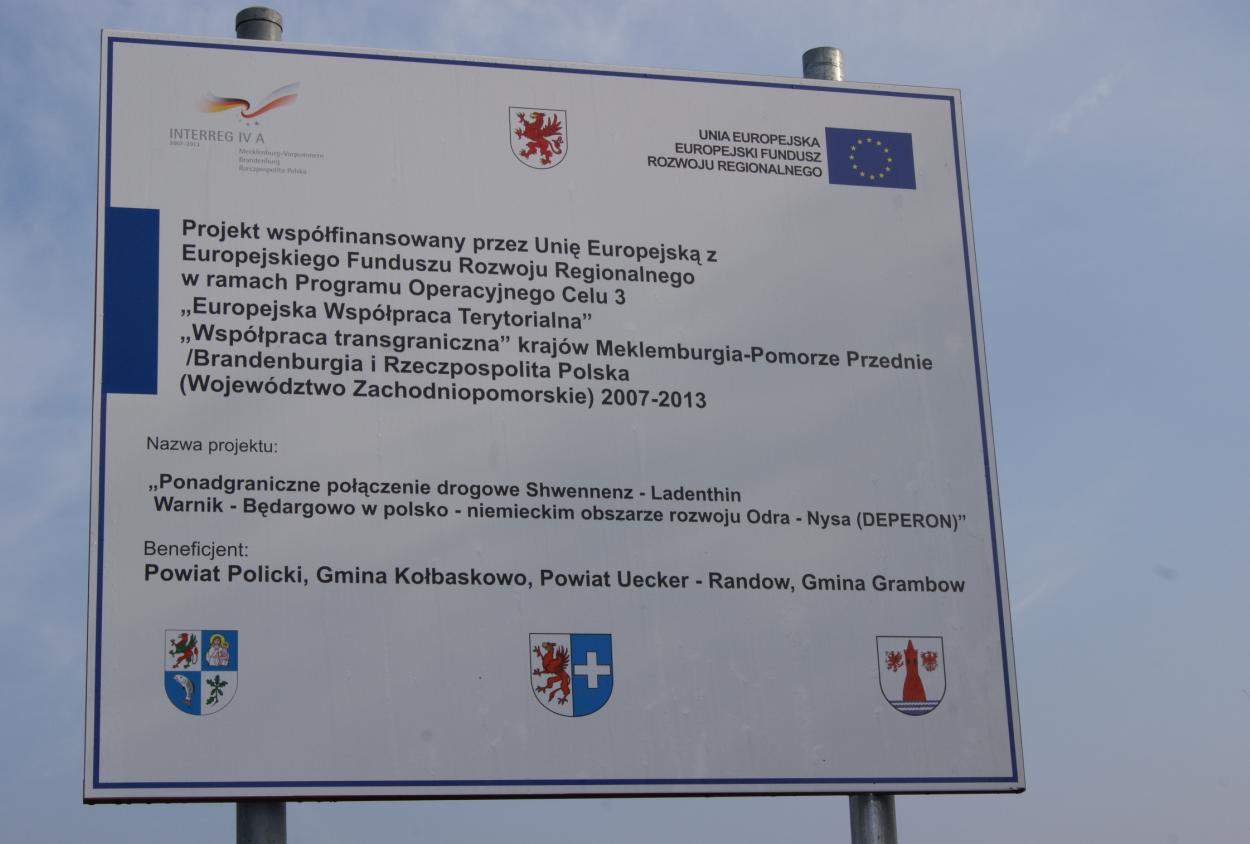 INTERREG IV A
2007-2013
Mecklenburg-Vorpommern
Brandenburg
Rzeczpospolita Polska
UNIA EUROPEJSKA
EUROPEJSKI FUNDUSZ
ROZWOJU REGIONALNEGO
Projekt współfinansowany przez Unię Europejską z
Europejskiego Funduszu Rozwoju Regionalnego
w ramach Programu Operacyjnego Celu 3
„Europejska Współpraca Terytorialna”
„Współpraca transgraniczna” krajów Meklemburgia-Pomorze Przednie
/Brandenburgia i Rzeczpospolita Polska
(Województwo Zachodniopomorskie) 2007-2013
Nazwa projektu:
„Ponadgraniczne połączenie drogowe Shwennenz - Ladenthin
Warnik - Będargowo w polsko - niemieckim obszarze rozwoju Odra - Nysa (DEPERON)”
Beneficjent:
Powiat Policki, Gmina Kołbaskowo, Powiat Uecker - Randow, Gmina Grambow